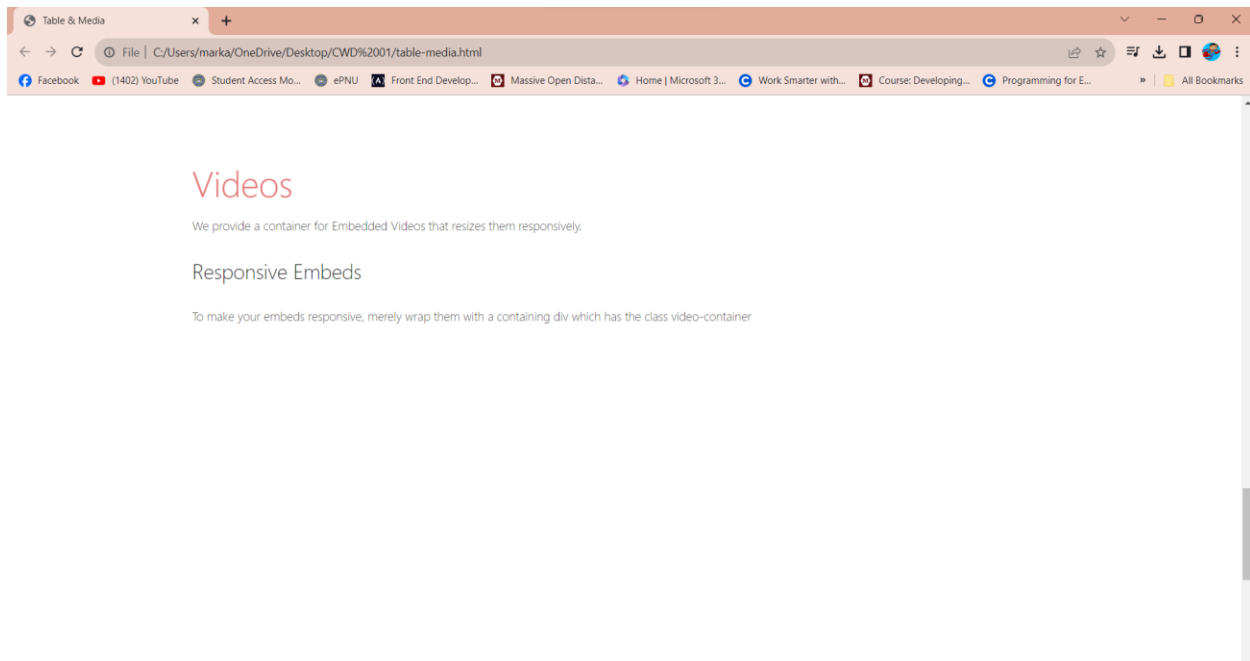 Table & Media
File | C:/Users/marka/OneDrive/Desktop/CWD%2001/table-media.html
Facebook (1402) YouTube Student Access Mo... ePNU Front End Develop... Massive Open Dista... Home | Microsoft 3... Work Smarter with... Course: Developing... Programming for E... » All Bookmarks
Videos
We provide a container for Embedded Videos that resizes them responsively.
Responsive Embeds
To make your embeds responsive, merely wrap them with a containing div which has the class video-container